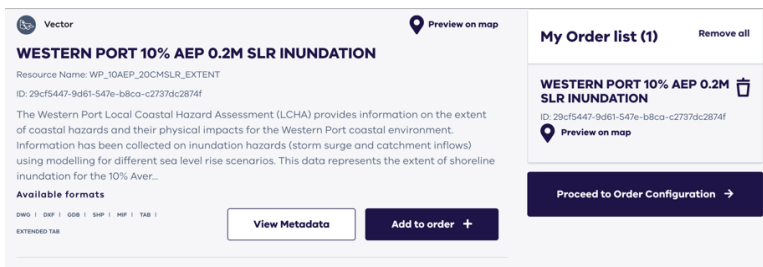 Vector
Preview on map
WESTERN PORT 10% AEP 0.2M SLR INUNDATION
Resource Name: WP_10AEP_20CMSLR_EXTENT
ID: 29cf5447-9d61-547e-b8ca-c2737dc2874f
The Western Port Local Coastal Hazard Assessment (LCHA) provides information on the extent
of coastal hazards and their physical impacts for the Western Port coastal environment.
Information has been collected on inundation hazards (storm surge and catchment inflows)
using modelling for different sea level rise scenarios. This data represents the extent of shoreline
inundation for the 10% Aver...
Available formats
DWG | DXF | GDB | SHP | MIF | TAB |
EXTENDED TAB
View Metadata
Add to order +
My Order list (1)
Remove all
WESTERN PORT 10% AEP 0.2M
SLR INUNDATION
ID: 29cf5447-9d61-547e-b8ca-c2737dc2874f
Preview on map
Proceed to Order Configuration →